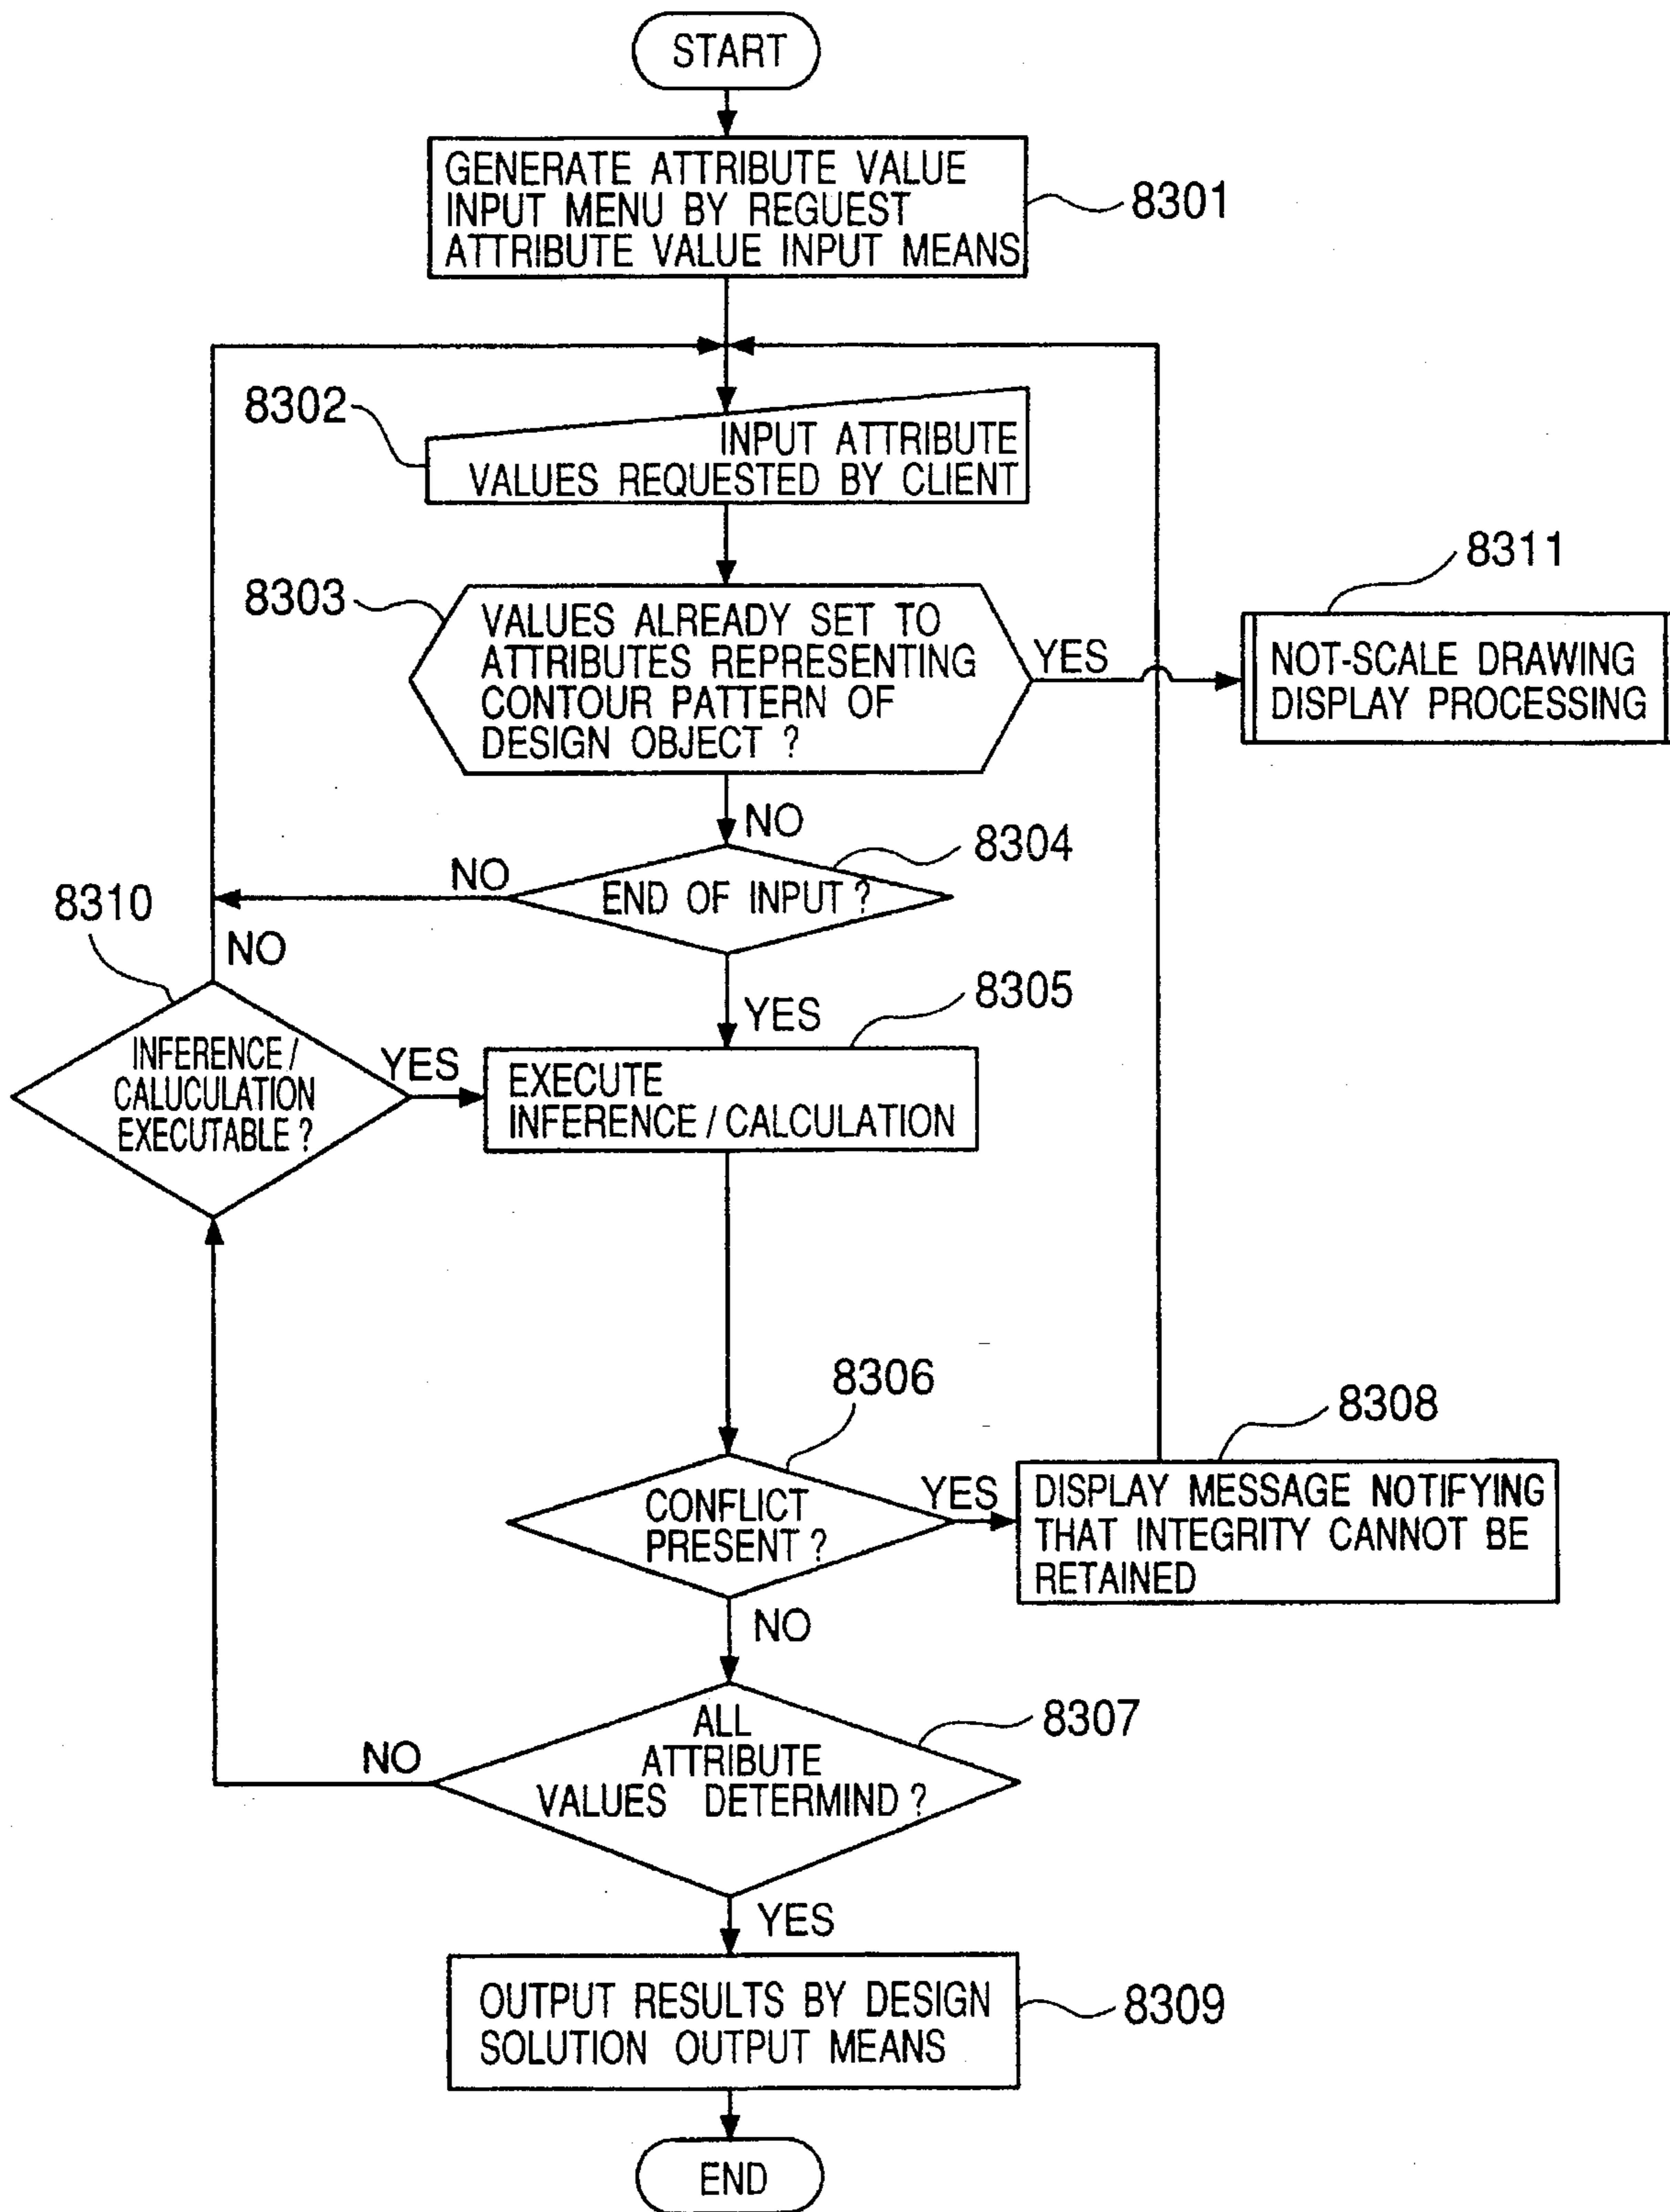 START
GENERATE ATTRIBUTE VALUE
INPUT MENU BY REGUEST
ATTRIBUTE VALUE INPUT MEANS
8301
8302
INPUT ATTRIBUTE
VALUES REQUESTED BY CLIENT
8303
VALUES ALREADY SET TO
ATTRIBUTES REPRESENTING
CONTOUR PATTERN OF
DESIGN OBJECT ?
YES
8311
NOT-SCALE DRAWING
DISPLAY PROCESSING
NO
8304
END OF INPUT ?
NO
8310
NO
YES
8305
INFERENCE /
CALUCULATION
EXECUTABLE ?
YES
EXECUTE
INFERENCE / CALCULATION
8306
CONFLICT
PRESENT ?
YES
8308
DISPLAY MESSAGE NOTIFYING
THAT INTEGRITY CANNOT BE
RETAINED
NO
8307
ALL
ATTRIBUTE
VALUES DETERMIND ?
NO
YES
OUTPUT RESULTS BY DESIGN
SOLUTION OUTPUT MEANS
8309
END